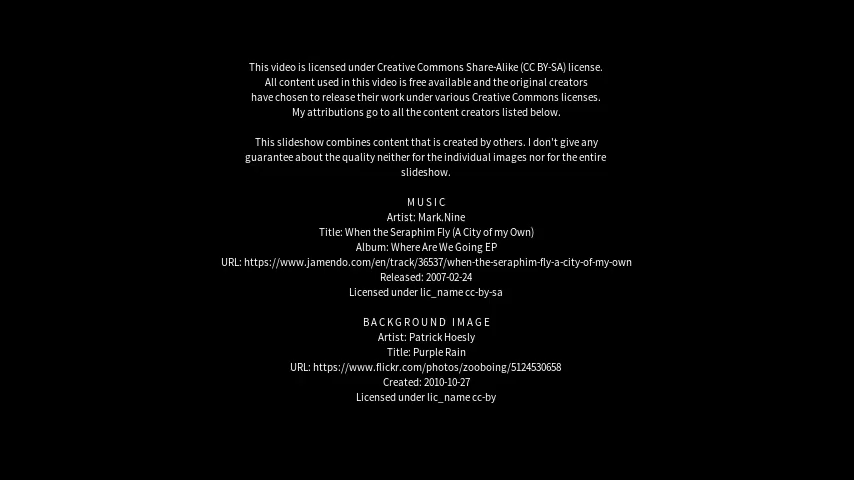 This video is licensed under Creative Commons Share-Alike (CC BY-SA) license.
All content used in this video is free available and the original creators
have chosen to release their work under various Creative Commons licenses.
My attributions go to all the content creators listed below.
This slideshow combines content that is created by others. I don't give any
guarantee about the quality neither for the individual images nor for the entire
slideshow.
MUSIC
Artist: Mark.Nine
Title: When the Seraphim Fly (A City of my Own)
Album: Where Are We Going EP
URL: https://www.jamendo.com/en/track/36537/when-the-seraphim-fly-a-city-of-my-own
Released: 2007-02-24
Licensed under lic_name cc-by-sa
BACKGROUND IMAGE
Artist: Patrick Hoesly
Title: Purple Rain
URL: https://www.flickr.com/photos/zooboing/5124530658
Created: 2010-10-27
Licensed under lic_name cc-by